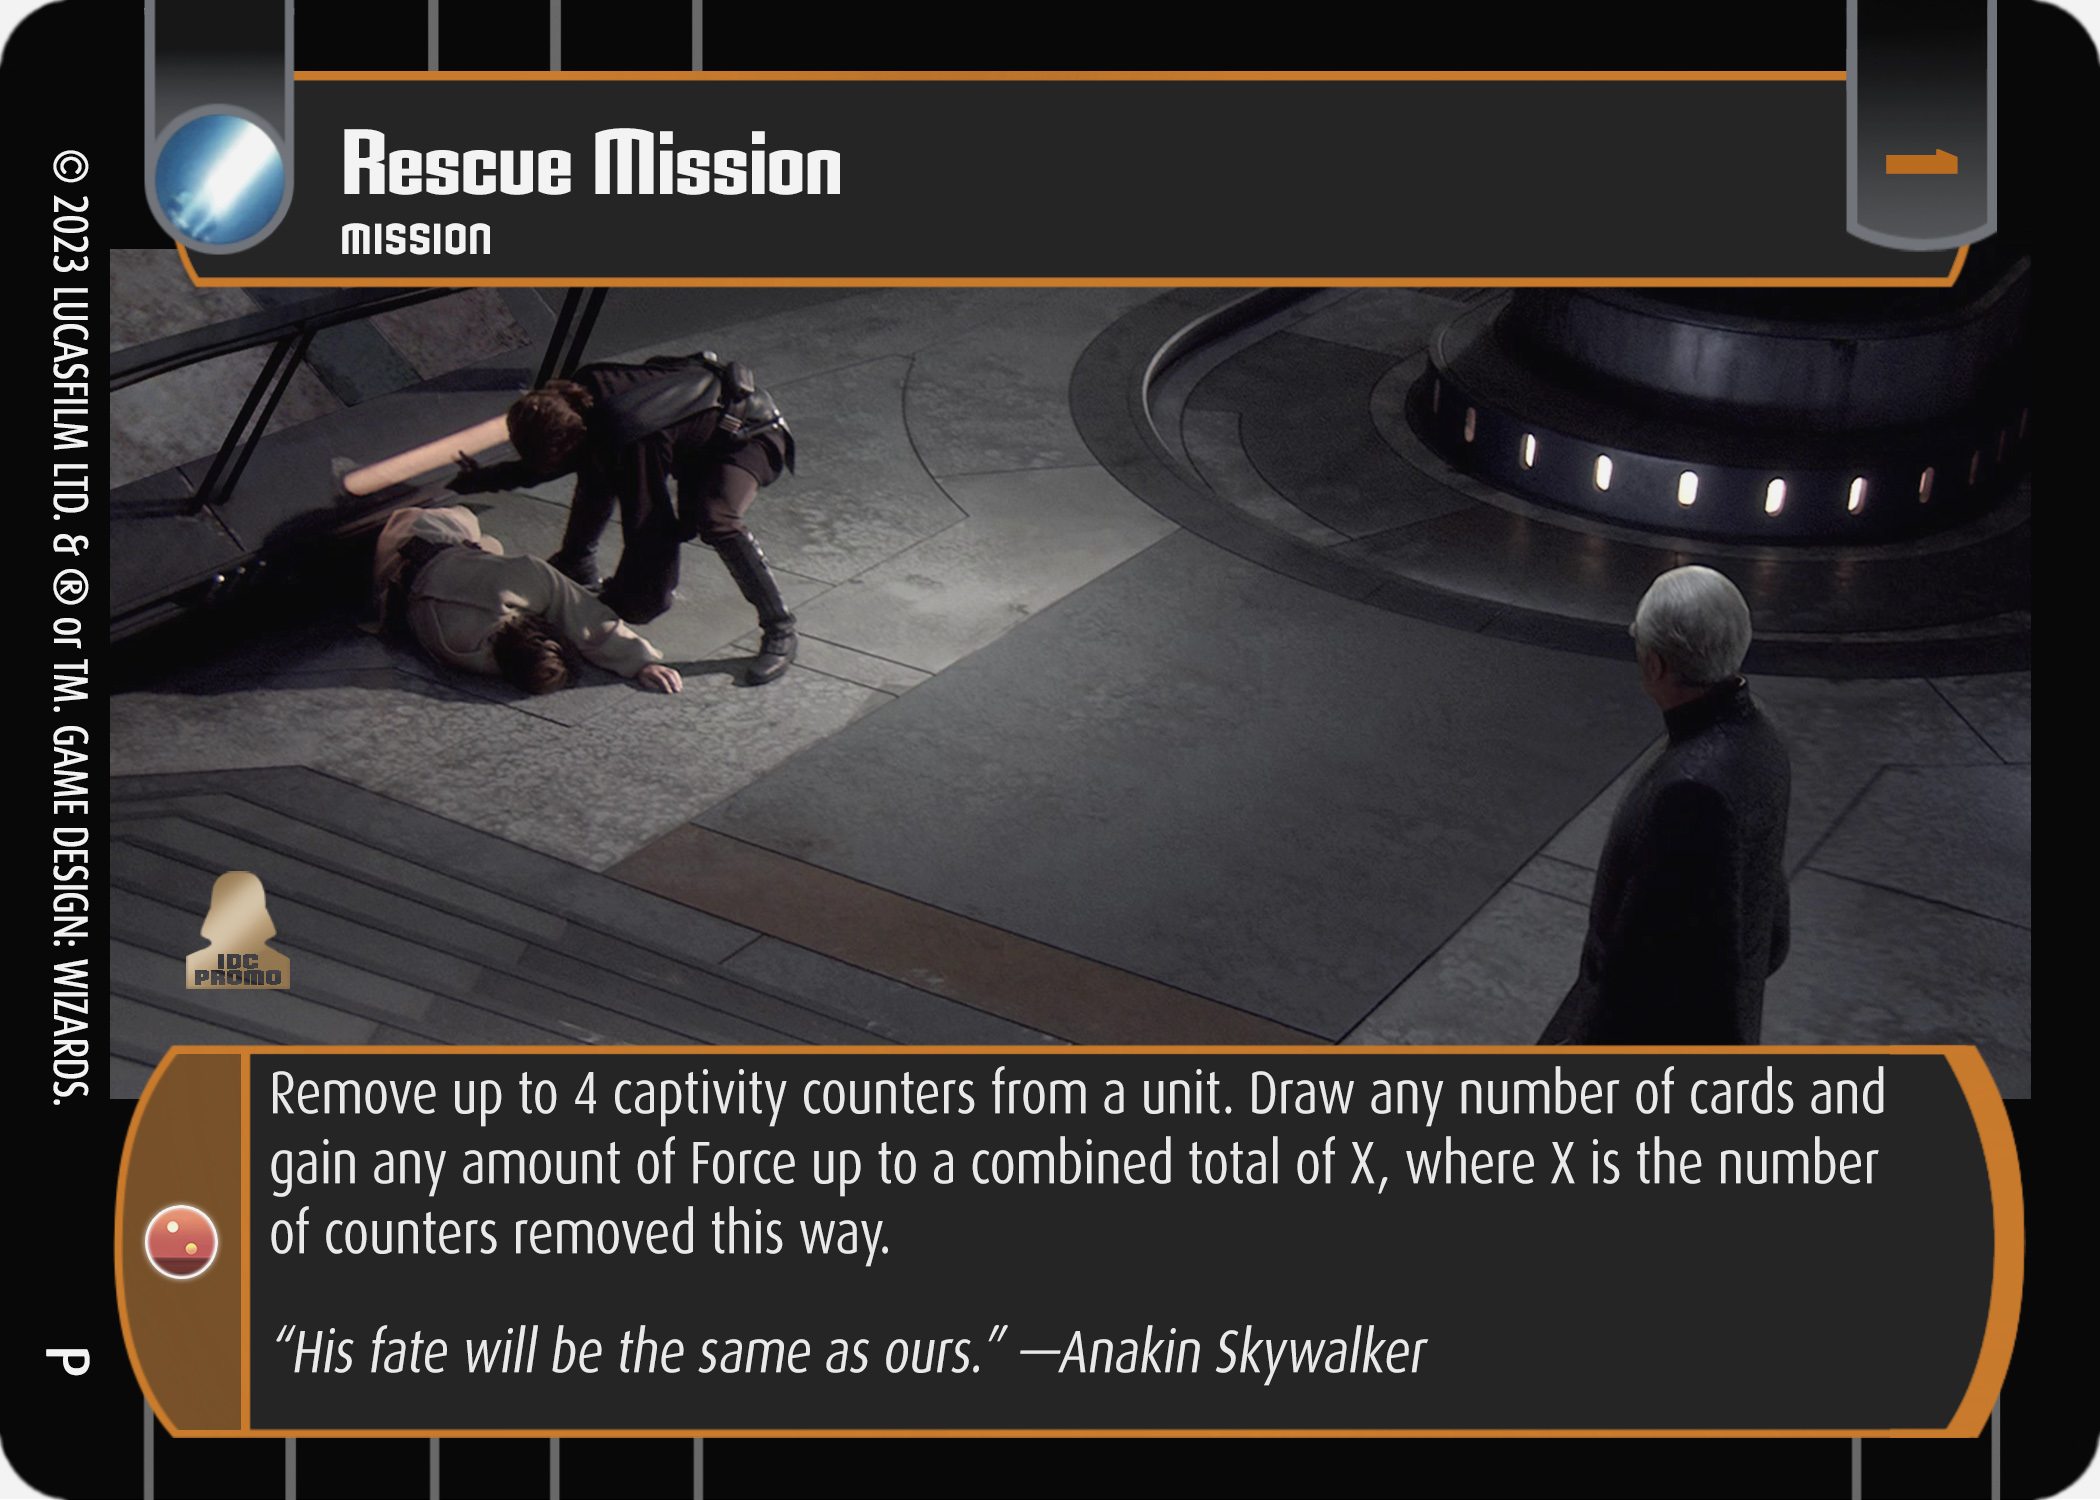 Rescue Mission
MISSION
1
© 2023 LUCASFILM LTD. & ® or TM. GAME DESIGN: WIZARDS.
IDC
PROMO
Remove up to 4 captivity counters from a unit. Draw any number of cards and
gain any amount of Force up to a combined total of X, where X is the number
of counters removed this way.
“His fate will be the same as ours.” —Anakin Skywalker
P